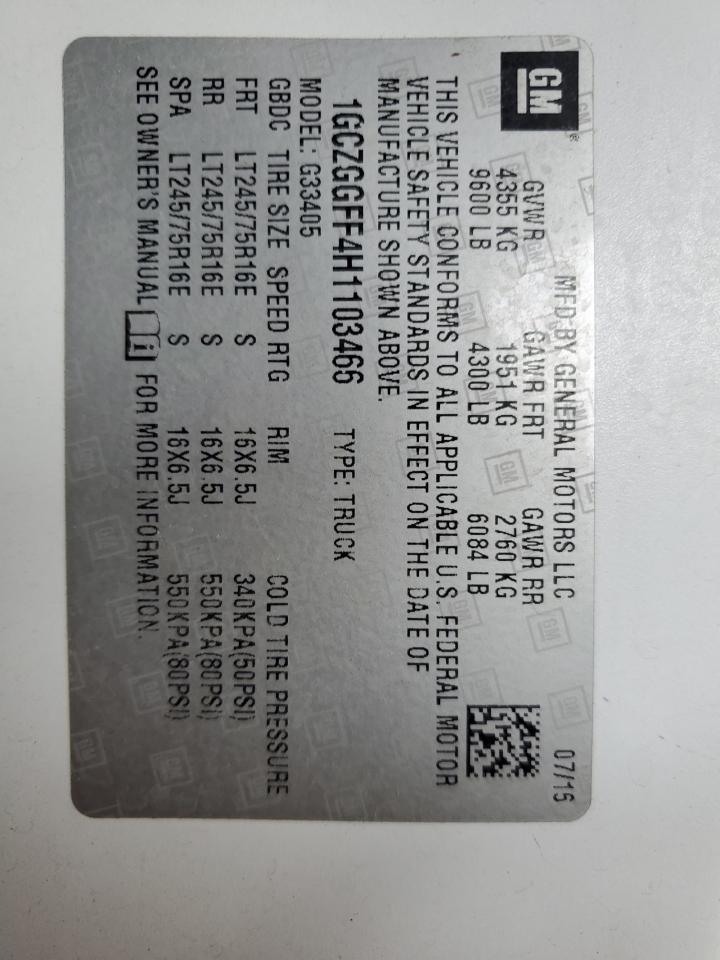 GM
MFD BY GENERAL MOTORS LLC 07/16
GVWR GAWR FRT GAWR RR
4355 KG 1951 KG 2760 KG
9600 LB 4300 LB 6084 LB
THIS VEHICLE CONFORMS TO ALL APPLICABLE U.S. FEDERAL MOTOR
VEHICLE SAFETY STANDARDS IN EFFECT ON THE DATE OF
MANUFACTURE SHOWN ABOVE.
1GCZGGFF4H1103466 TYPE: TRUCK
MODEL: G33405
GBDC TIRE SIZE SPEED RTG RIM COLD TIRE PRESSURE
FRT LT245/75R16E S 16X6.5J 340KPA(50PSI)
RR LT245/75R16E S 16X6.5J 550KPA(80PSI)
SPA LT245/75R16E S 16X6.5J 550KPA(80PSI)
SEE OWNER'S MANUAL i FOR MORE INFORMATION.